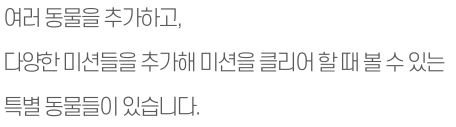 여러 동물을 추가하고,
다양한 미션들을 추가해 미션을 클리어 할 때 볼 수 있는
특별 동물들이 있습니다.